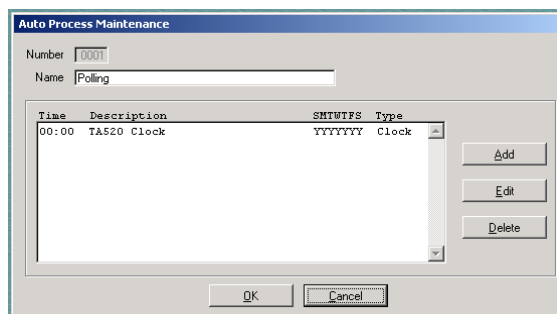 Auto Process Maintenance
Number 0001
Name Polling
Time Description SMTWTFS Type
00:00 TA520 Clock YYYYYYY Clock
Add
Edit
Delete
OK Cancel